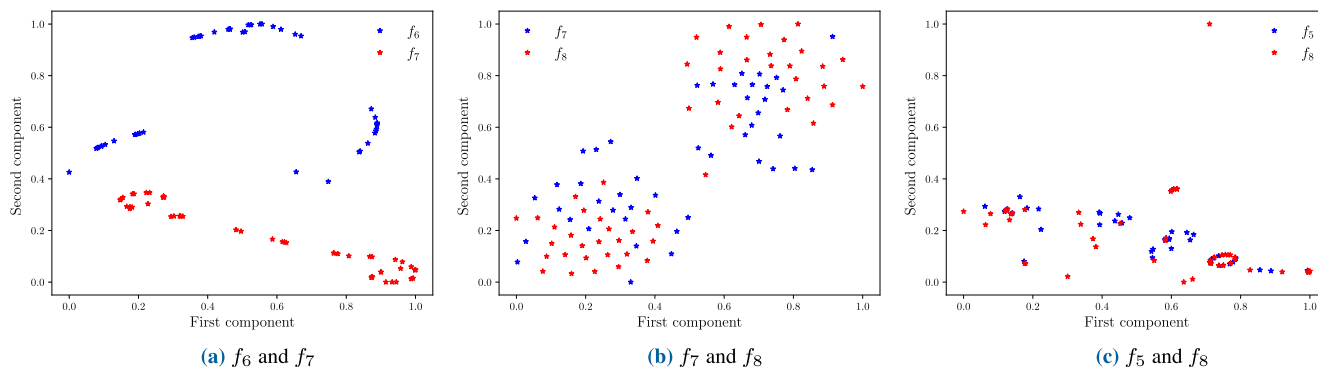 1.0
0.8
0.6
0.4
0.2
0.0
Second component
0.0 0.2 0.4 0.6 0.8 1.0
First component
f6
f7
(a) f6 and f7
1.0
0.8
0.6
0.4
0.2
0.0
Second component
0.0 0.2 0.4 0.6 0.8 1.0
First component
f7
f8
(b) f7 and f8
1.0
0.8
0.6
0.4
0.2
0.0
Second component
0.0 0.2 0.4 0.6 0.8 1.0
First component
f5
f8
(c) f5 and f8